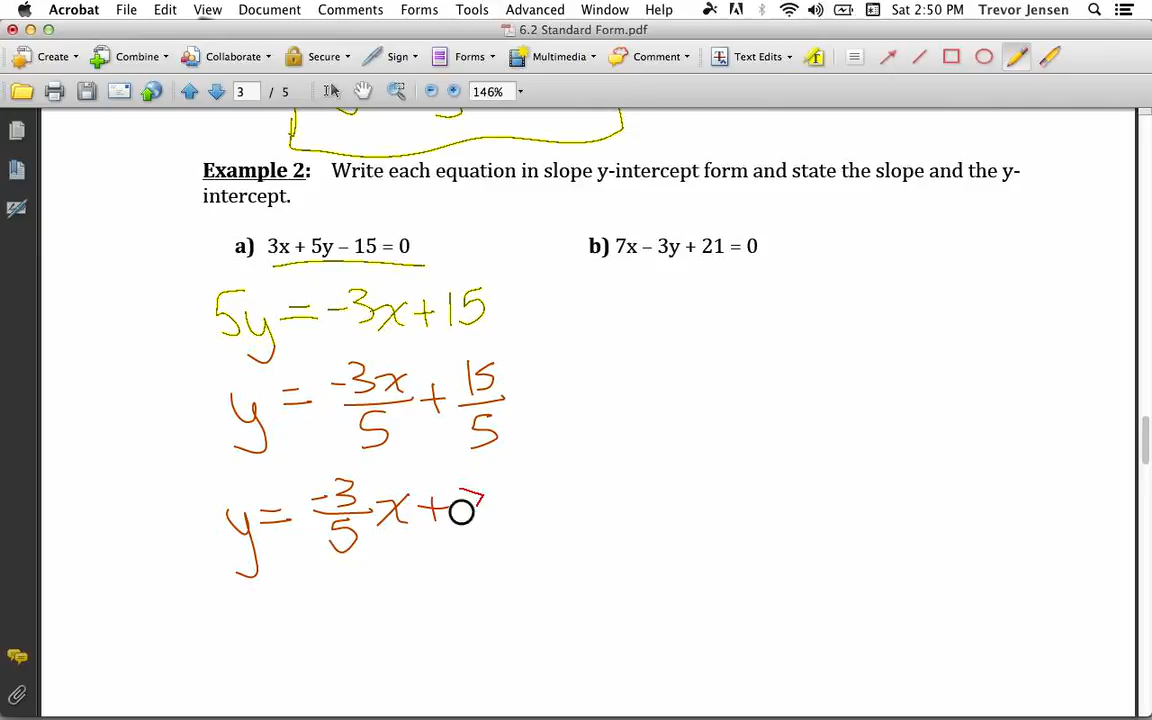 Acrobat File Edit View Document Comments Forms Tools Advanced Window Help Sat 2:50 PM Trevor Jensen
6.2 Standard Form.pdf
Create Combine Collaborate Secure Sign Forms Multimedia Comment Text Edits
3 / 5 146%
Example 2: Write each equation in slope y-intercept form and state the slope and the y-
intercept.
a) 3x + 5y – 15 = 0 b) 7x – 3y + 21 = 0
5y = -3x + 15
y = -3x/5 + 15/5
y = -3/5 x +